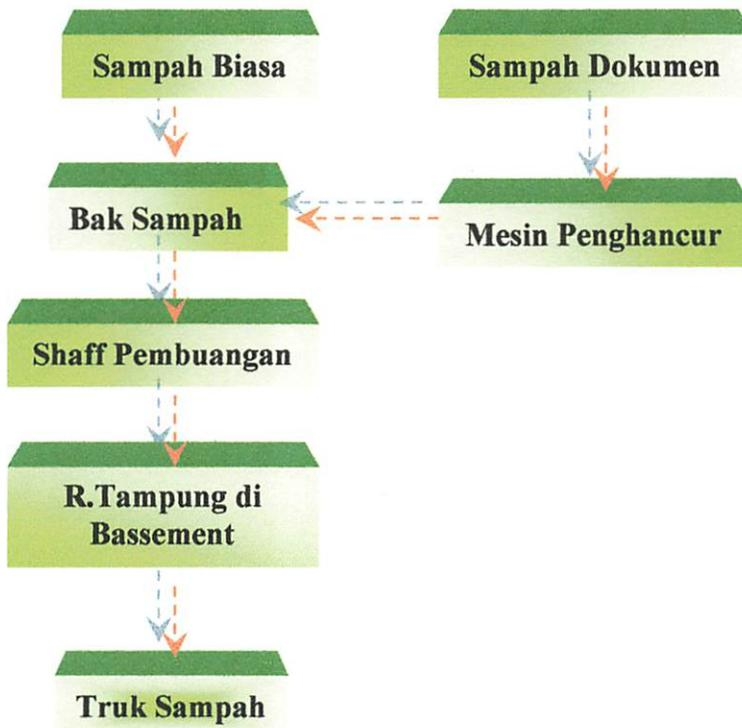 Sampah Biasa
Sampah Dokumen
Bak Sampah
Mesin Penghancur
Shaff Pembuangan
R.Tampung di
Bassement
Truk Sampah